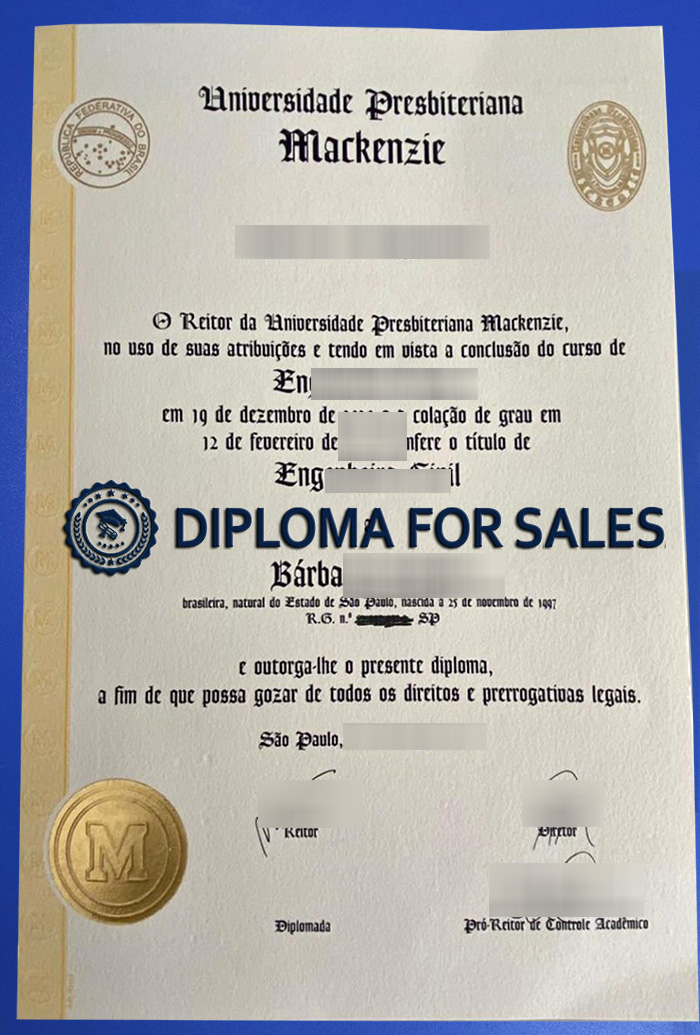 Universidade Presbiteriana
Mackenzie
REPÚBLICA FEDERATIVA DO BRASIL
O Reitor da Universidade Presbiteriana Mackenzie,
no uso de suas atribuições e tendo em vista a conclusão do curso de
em 19 de dezembro de colação de grau em
12 de fevereiro de o título de
DIPLOMA FOR SALES
brasileira, natural do Estado de São Paulo, nascida a 25 de novembro de 1997
R.G. n.º SP
e outorga-lhe o presente diploma,
a fim de que possa gozar de todos os direitos e prerrogativas legais.
São Paulo,
Reitor
Diretor
M
Diplomada
Pró-Reitor de Controle Acadêmico